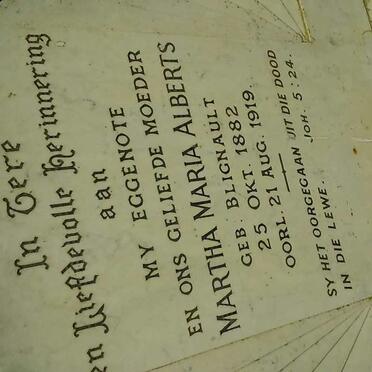 In Tere
en Liefdevolle Herinnering
aan
MY EGGENOTE
EN ONS GELIEFDE MOEDER
MARTHA MARIA ALBERTS
GEB. BLIGNAULT
25 OKT. 1882
OORL. 21 AUG. 1919.
SY HET OORGEGAAN UIT DIE DOOD
IN DIE LEWE. JOH. 5:24.